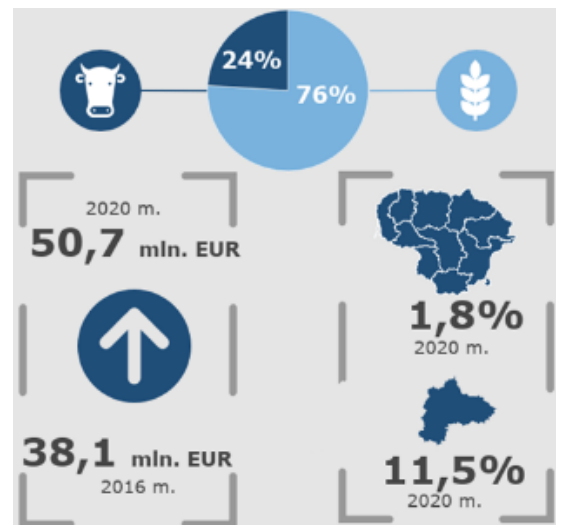 24%
76%
2020 m.
50,7 mln. EUR
38,1 mln. EUR
2016 m.
1,8%
2020 m.
11,5%
2020 m.